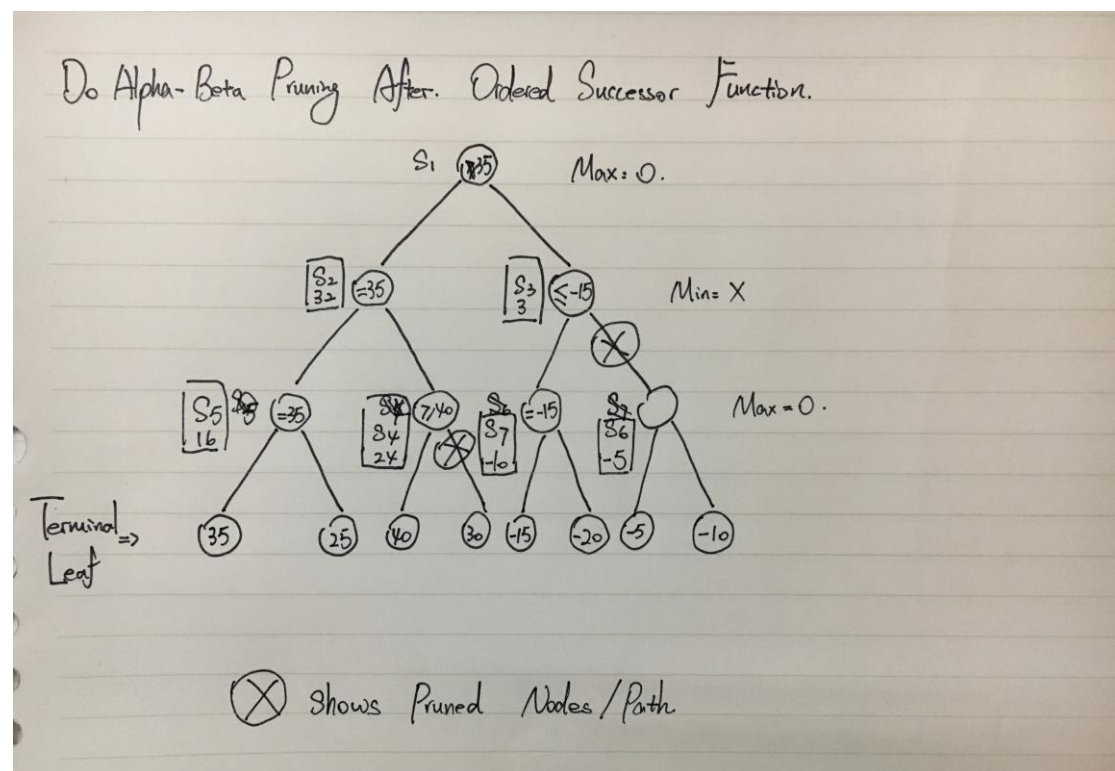 Do Alpha-Beta Pruning After. Ordered Successor Function.
S1 35 Max: O.
S2 32 =35 S3 3 ≤-15 Min= X
X
S5 16 =35 S4 24 ≥40 S7 -10 =-15 S6 -5 Max=O.
X
Terminal => 35 25 40 30 -15 -20 -5 -10
Leaf
X shows Pruned Nodes/Path